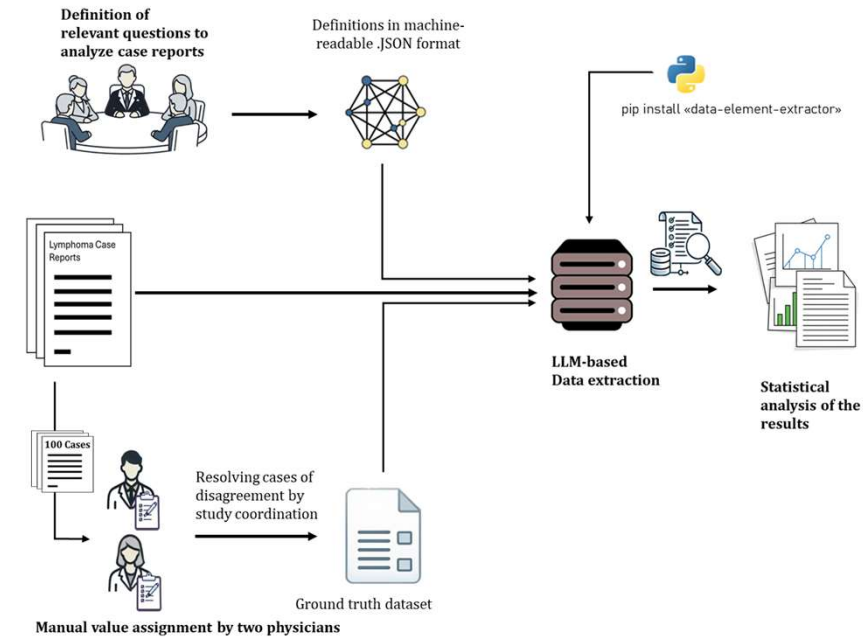 Definition of
relevant questions to
analyze case reports
Definitions in machine-
readable .JSON format
pip install «data-element-extractor»
Lymphoma Case
Reports
LLM-based
Data extraction
Statistical
analysis of the
results
100 Cases
Resolving cases of
disagreement by
study coordination
Ground truth dataset
Manual value assignment by two physicians